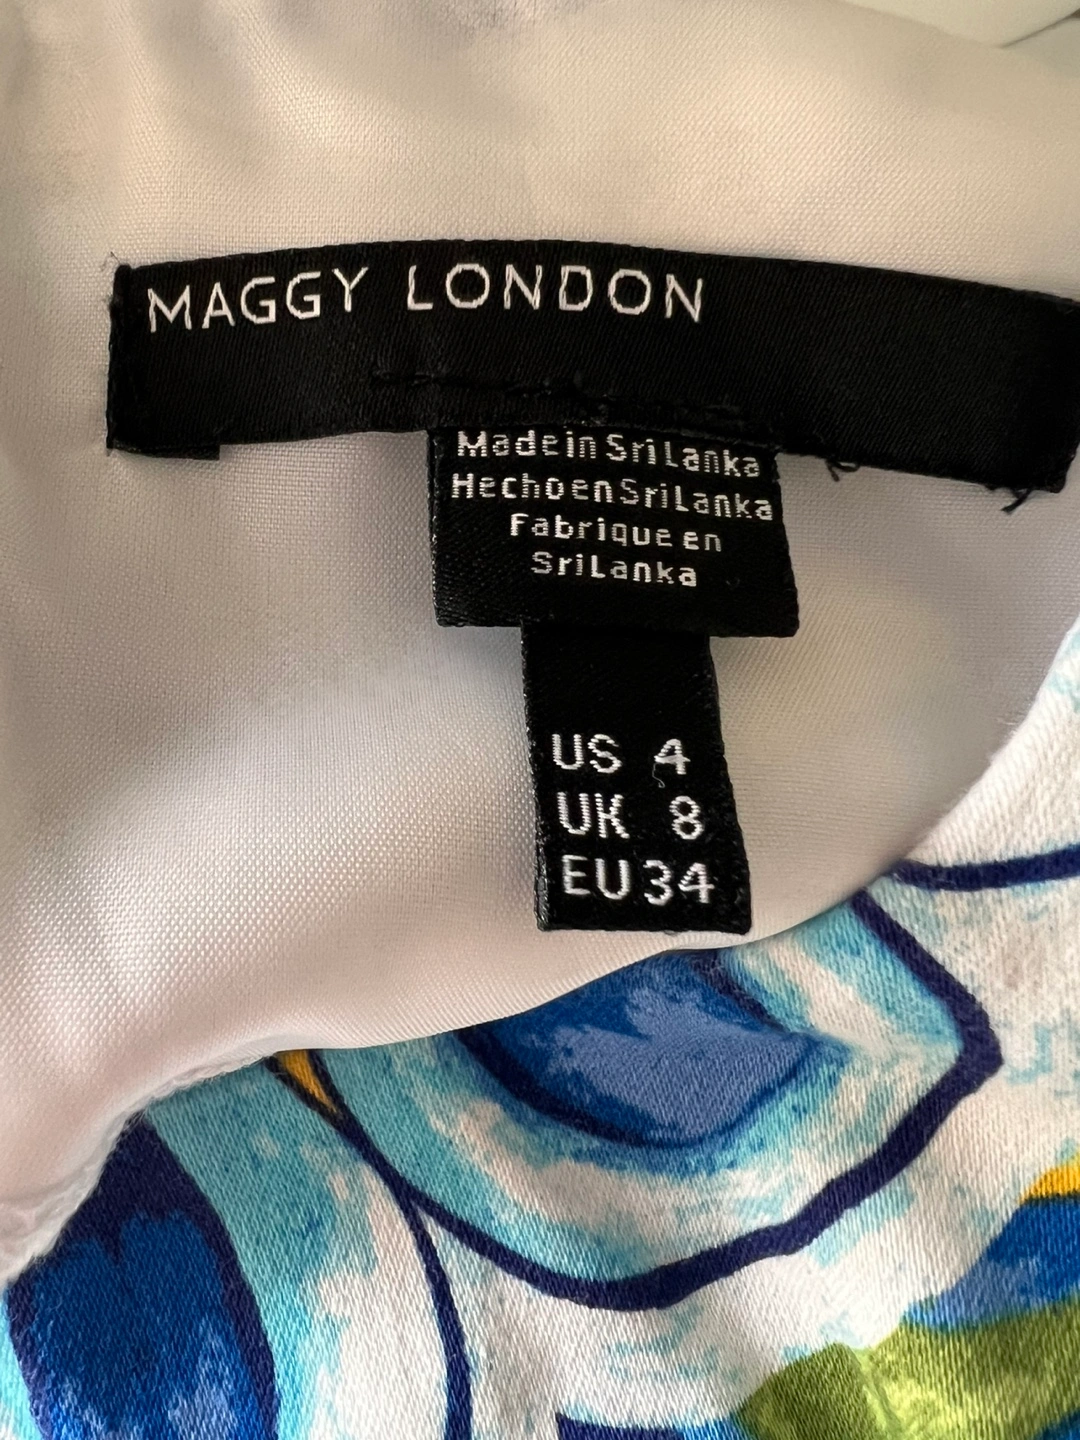 MAGGY LONDON
Made in Sri Lanka
Hecho en Sri Lanka
Fabrique en
Sri Lanka
US 4
UK 8
EU 34